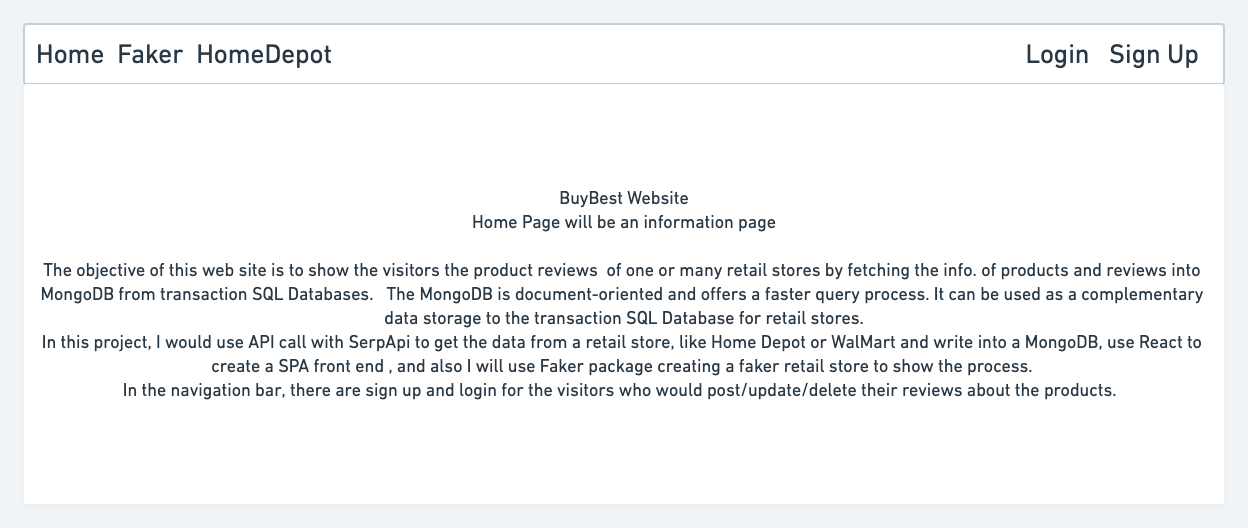 Home Faker HomeDepot Login Sign Up
BuyBest Website
Home Page will be an information page
The objective of this web site is to show the visitors the product reviews  of one or many retail stores by fetching the info. of products and reviews into
MongoDB from transaction SQL Databases.   The MongoDB is document-oriented and offers a faster query process. It can be used as a complementary
data storage to the transaction SQL Database for retail stores.
In this project, I would use API call with SerpApi to get the data from a retail store, like Home Depot or WalMart and write into a MongoDB, use React to
create a SPA front end , and also I will use Faker package creating a faker retail store to show the process.
In the navigation bar, there are sign up and login for the visitors who would post/update/delete their reviews about the products.